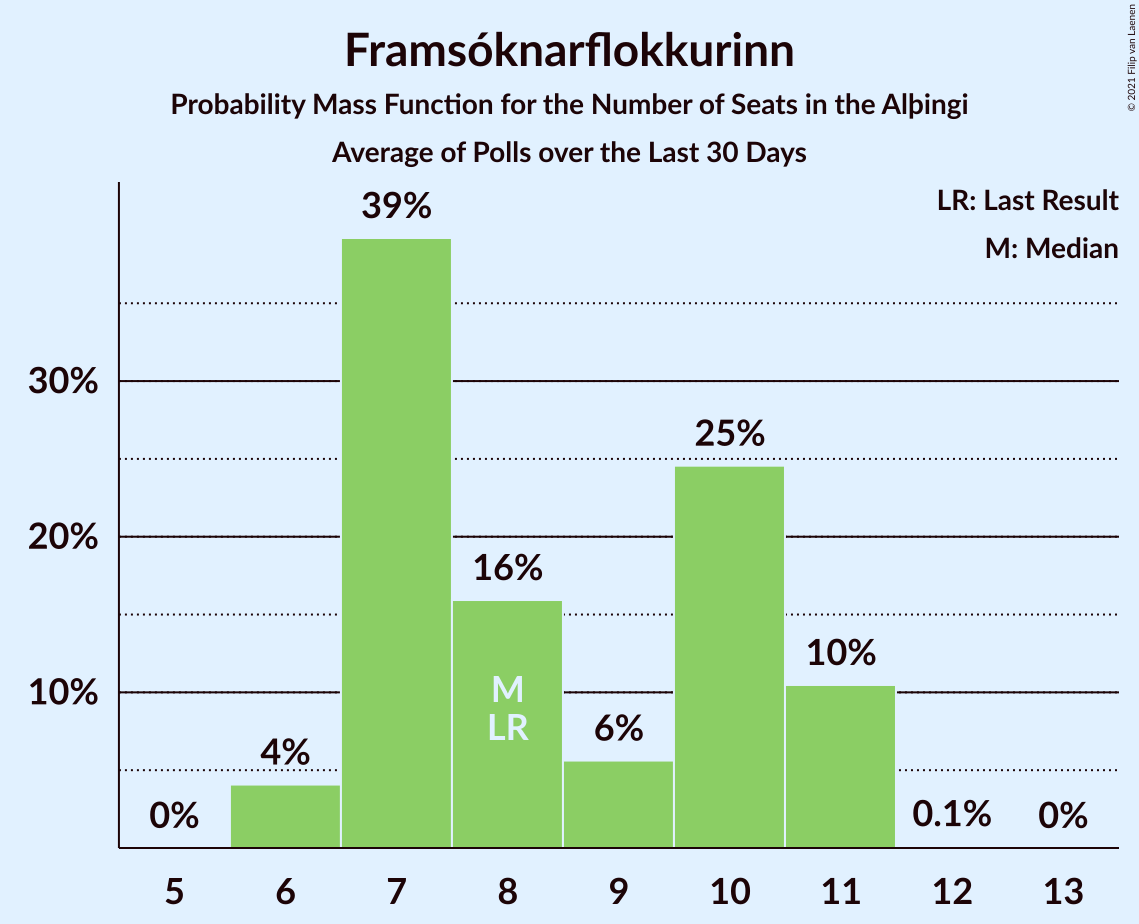 Framsóknarflokkurinn
Probability Mass Function for the Number of Seats in the Alþingi
Average of Polls over the Last 30 Days
© 2021 Filip van Laenen
LR: Last Result
M: Median
39%
30%
25%
20%
16%
10%
10%
M
LR
6%
4%
0%
0.1%
0%
5 6 7 8 9 10 11 12 13